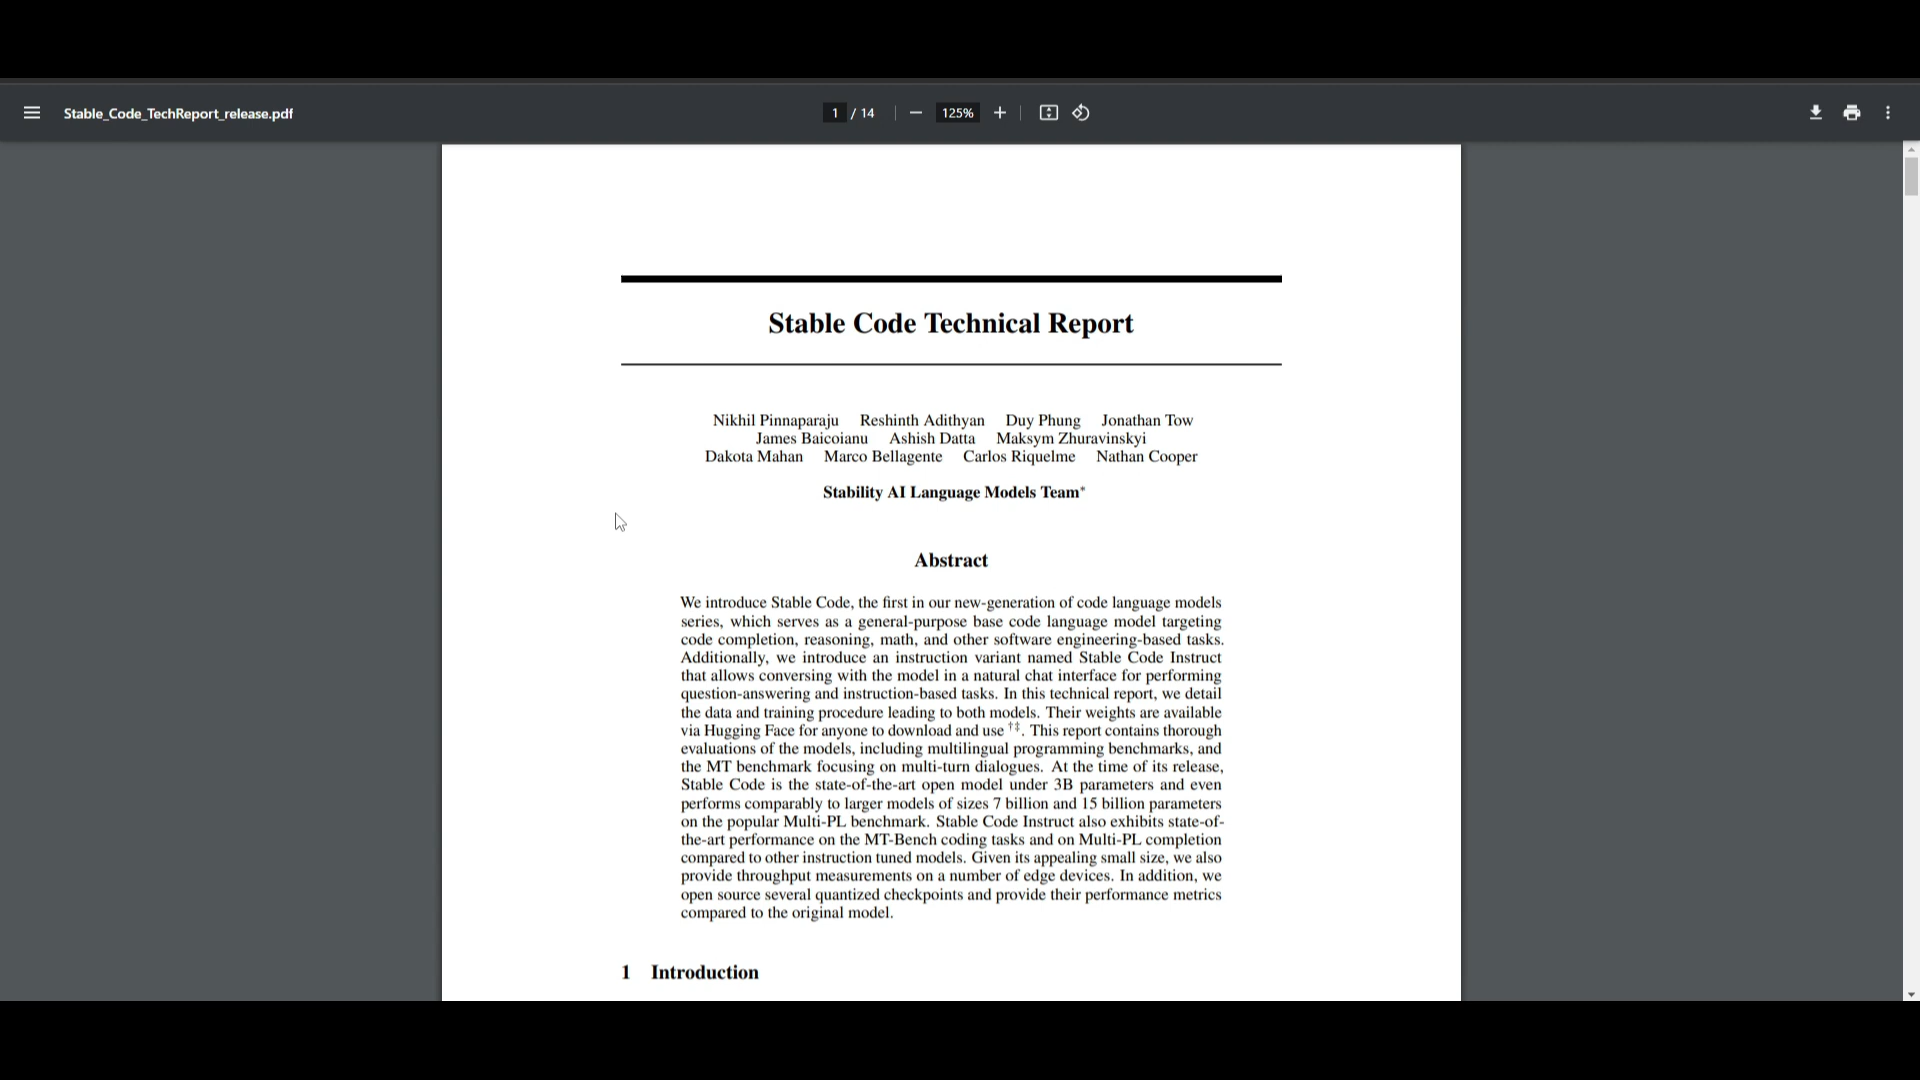 Stable_Code_TechReport_release.pdf
1 / 14
125%
Stable Code Technical Report
Nikhil Pinnaparaju Reshinth Adithyan Duy Phung Jonathan Tow
James Baicoianu Ashish Datta Maksym Zhuravinskyi
Dakota Mahan Marco Bellagente Carlos Riquelme Nathan Cooper
Stability AI Language Models Team*
Abstract
We introduce Stable Code, the first in our new-generation of code language models
series, which serves as a general-purpose base code language model targeting
code completion, reasoning, math, and other software engineering-based tasks.
Additionally, we introduce an instruction variant named Stable Code Instruct
that allows conversing with the model in a natural chat interface for performing
question-answering and instruction-based tasks. In this technical report, we detail
the data and training procedure leading to both models. Their weights are available
via Hugging Face for anyone to download and use †‡. This report contains thorough
evaluations of the models, including multilingual programming benchmarks, and
the MT benchmark focusing on multi-turn dialogues. At the time of its release,
Stable Code is the state-of-the-art open model under 3B parameters and even
performs comparably to larger models of sizes 7 billion and 15 billion parameters
on the popular Multi-PL benchmark. Stable Code Instruct also exhibits state-of-
the-art performance on the MT-Bench coding tasks and on Multi-PL completion
compared to other instruction tuned models. Given its appealing small size, we also
provide throughput measurements on a number of edge devices. In addition, we
open source several quantized checkpoints and provide their performance metrics
compared to the original model.
1 Introduction